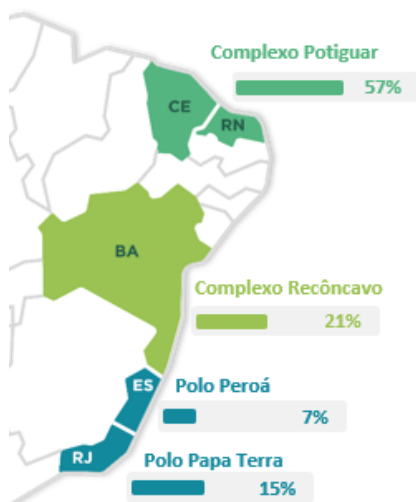 Complexo Potiguar
57%
CE
RN
BA
Complexo Recôncavo
21%
ES
Polo Peroá
7%
RJ
Polo Papa Terra
15%